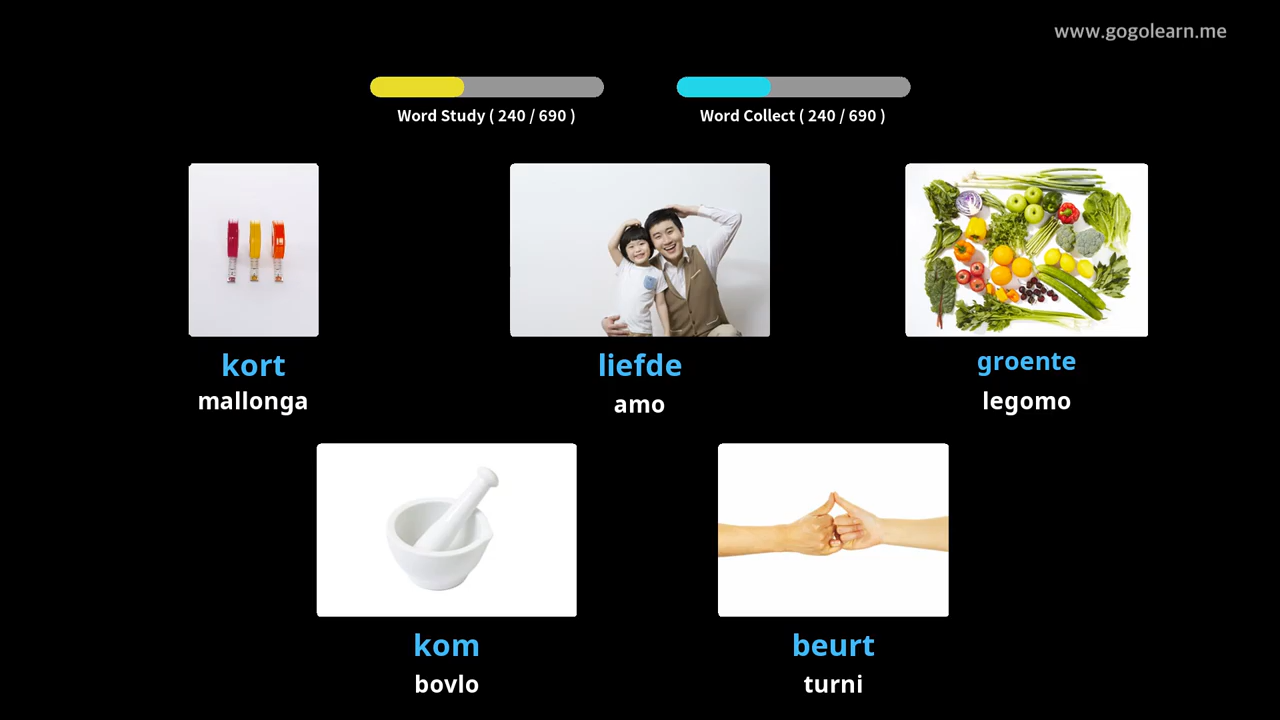 www.gogolearn.me
Word Study ( 240 / 690 )
Word Collect ( 240 / 690 )
kort
mallonga
liefde
amo
groente
legomo
kom
bovlo
beurt
turni